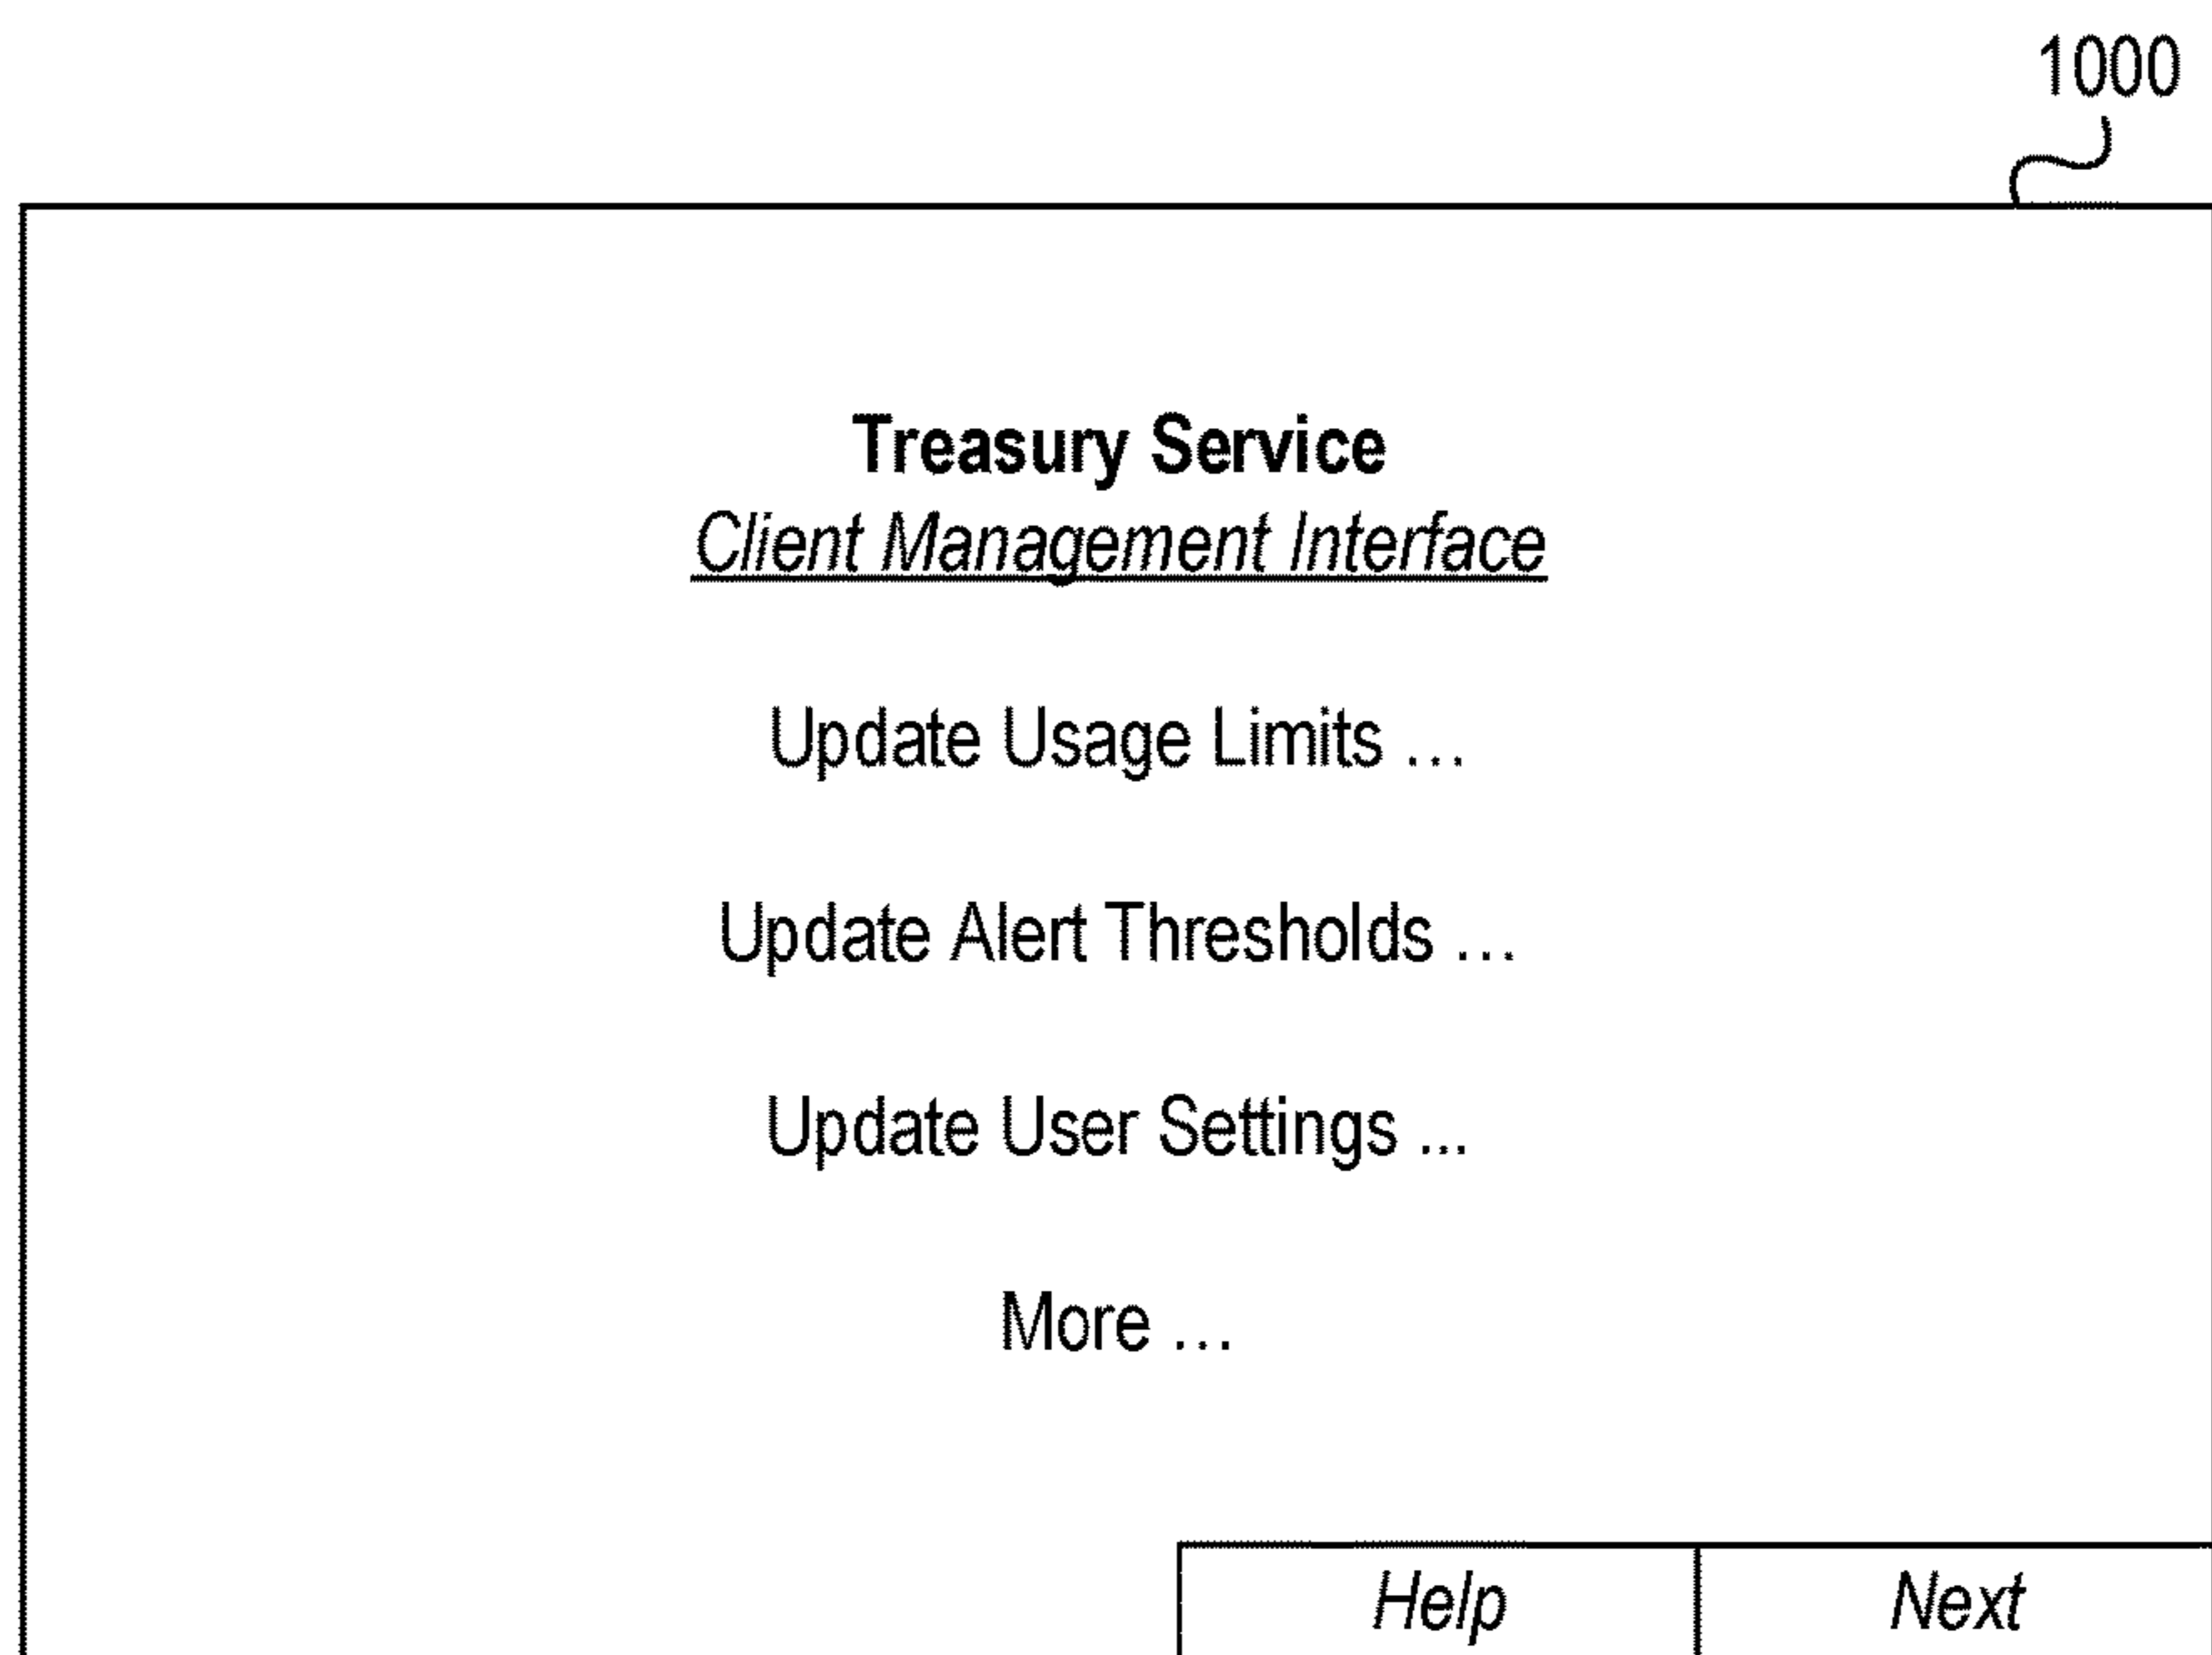 1000
Treasury Service
Client Management Interface
Update Usage Limits ...
Update Alert Thresholds ...
Update User Settings ...
More ...
Help Next